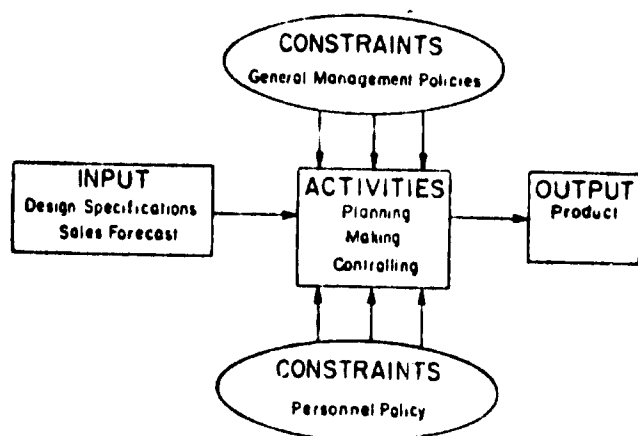 CONSTRAINTS
General Management Policies
INPUT
Design Specifications
Sales Forecast
ACTIVITIES
Planning
Making
Controlling
OUTPUT
Product
CONSTRAINTS
Personnel Policy